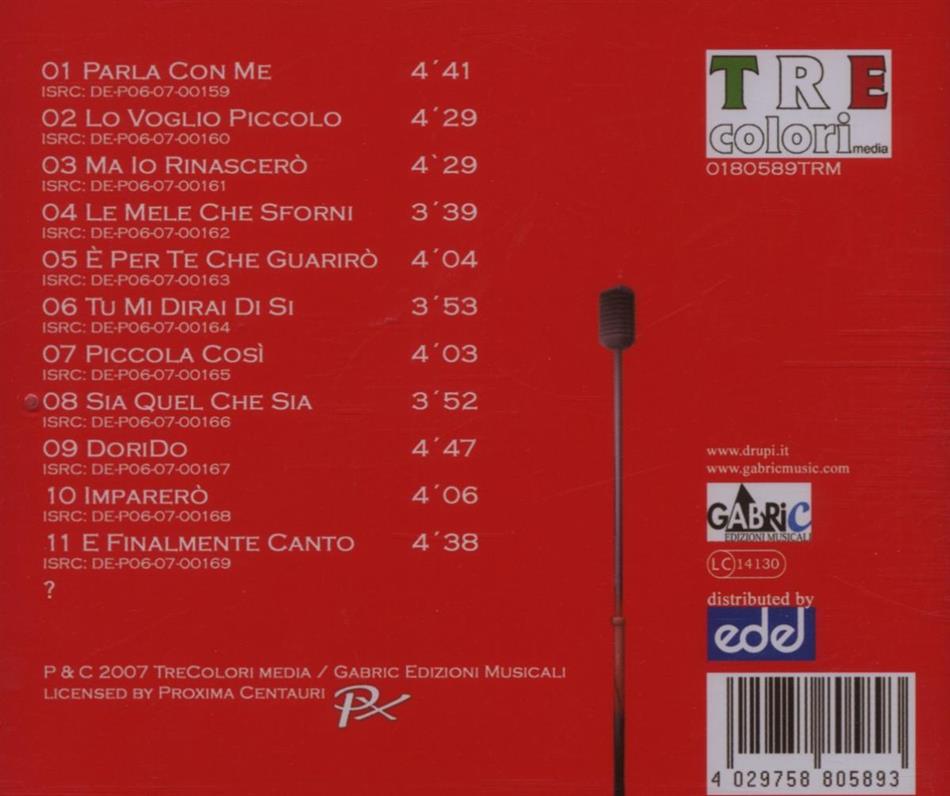 01 PARLA CON ME 4´41
ISRC: DE-P06-07-00159
02 LO VOGLIO PICCOLO 4´29
ISRC: DE-P06-07-00160
03 MA IO RINASCERÒ 4`29
ISRC: DE-P06-07-00161
04 LE MELE CHE SFORNI 3´39
ISRC: DE-P06-07-00162
05 È PER TE CHE GUARIRÒ 4´04
ISRC: DE-P06-07-00163
06 TU MI DIRAI DI SI 3´53
ISRC: DE-P06-07-00164
07 PICCOLA COSÌ 4´03
ISRC: DE-P06-07-00165
08 SIA QUEL CHE SIA 3´52
ISRC: DE-P06-07-00166
09 DORIDO 4´47
ISRC: DE-P06-07-00167
10 IMPARERÒ 4´06
ISRC: DE-P06-07-00168
11 E FINALMENTE CANTO 4´38
ISRC: DE-P06-07-00169
?
P & C 2007 TRECOLORI MEDIA / GABRIC EDIZIONI MUSICALI
LICENSED BY PROXIMA CENTAURI PX
TRE
colori media
0180589TRM
www.drupi.it
www.gabricmusic.com
GABRiC
EDIZIONI MUSICALI
LC 14130
distributed by
edel
4 029758 805893